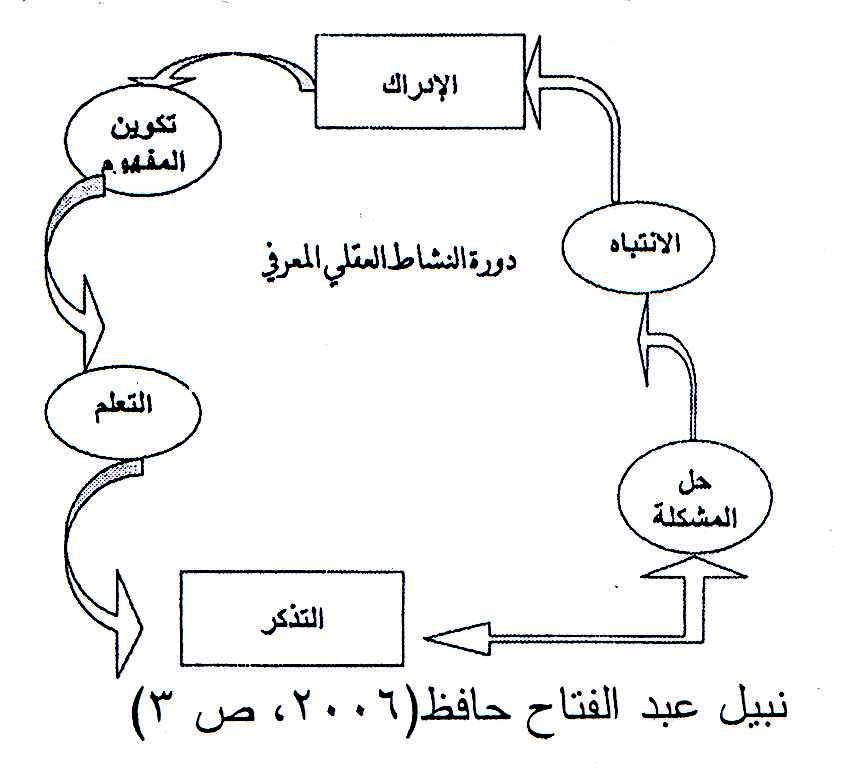 الإدراك
تكوين
المفهوم
الانتباه
دورة النشاط العقلي المعرفي
التعلم
حل
المشكلة
التذكر
نبيل عبد الفتاح حافظ(٢٠٠٦، ص ٣)